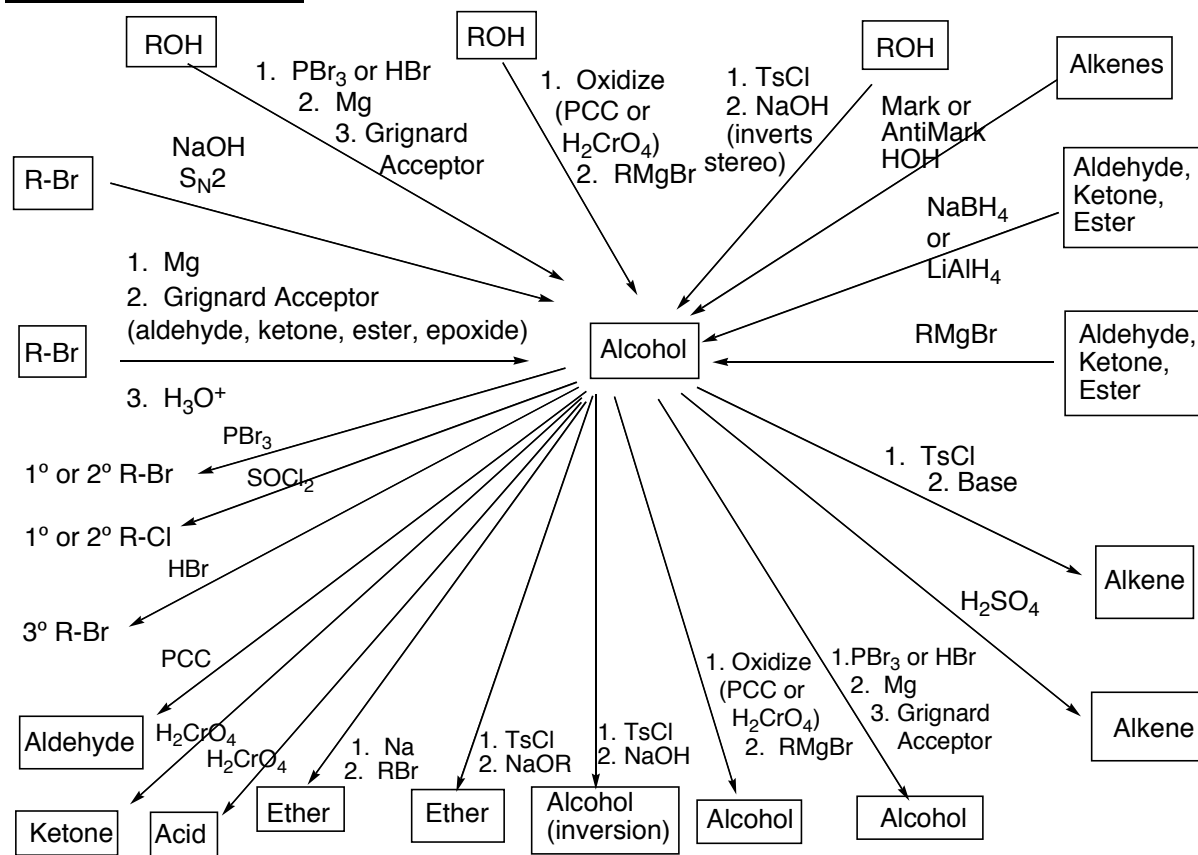 ROH
1. PBr₃ or HBr
2. Mg
3. Grignard
Acceptor
ROH
1. Oxidize
(PCC or
H₂CrO₄)
2. RMgBr
ROH
1. TsCl
2. NaOH
(inverts
stereo)
Alkenes
Mark or
AntiMark
HOH
R-Br
NaOH
S_N2
Aldehyde,
Ketone,
Ester
NaBH₄
or
LiAlH₄
R-Br
1. Mg
2. Grignard Acceptor
(aldehyde, ketone, ester, epoxide)
3. H₃O⁺
Alcohol
RMgBr
Aldehyde,
Ketone,
Ester
PBr₃
1º or 2º R-Br
SOCl₂
1º or 2º R-Cl
HBr
3º R-Br
PCC
Aldehyde
H₂CrO₄
Ketone
H₂CrO₄
Acid
1. Na
2. RBr
Ether
1. TsCl
2. NaOR
Ether
1. TsCl
2. NaOH
Alcohol
(inversion)
1. Oxidize
(PCC or
H₂CrO₄)
2. RMgBr
Alcohol
1.PBr₃ or HBr
2. Mg
3. Grignard
Acceptor
Alcohol
1. TsCl
2. Base
Alkene
H₂SO₄
Alkene